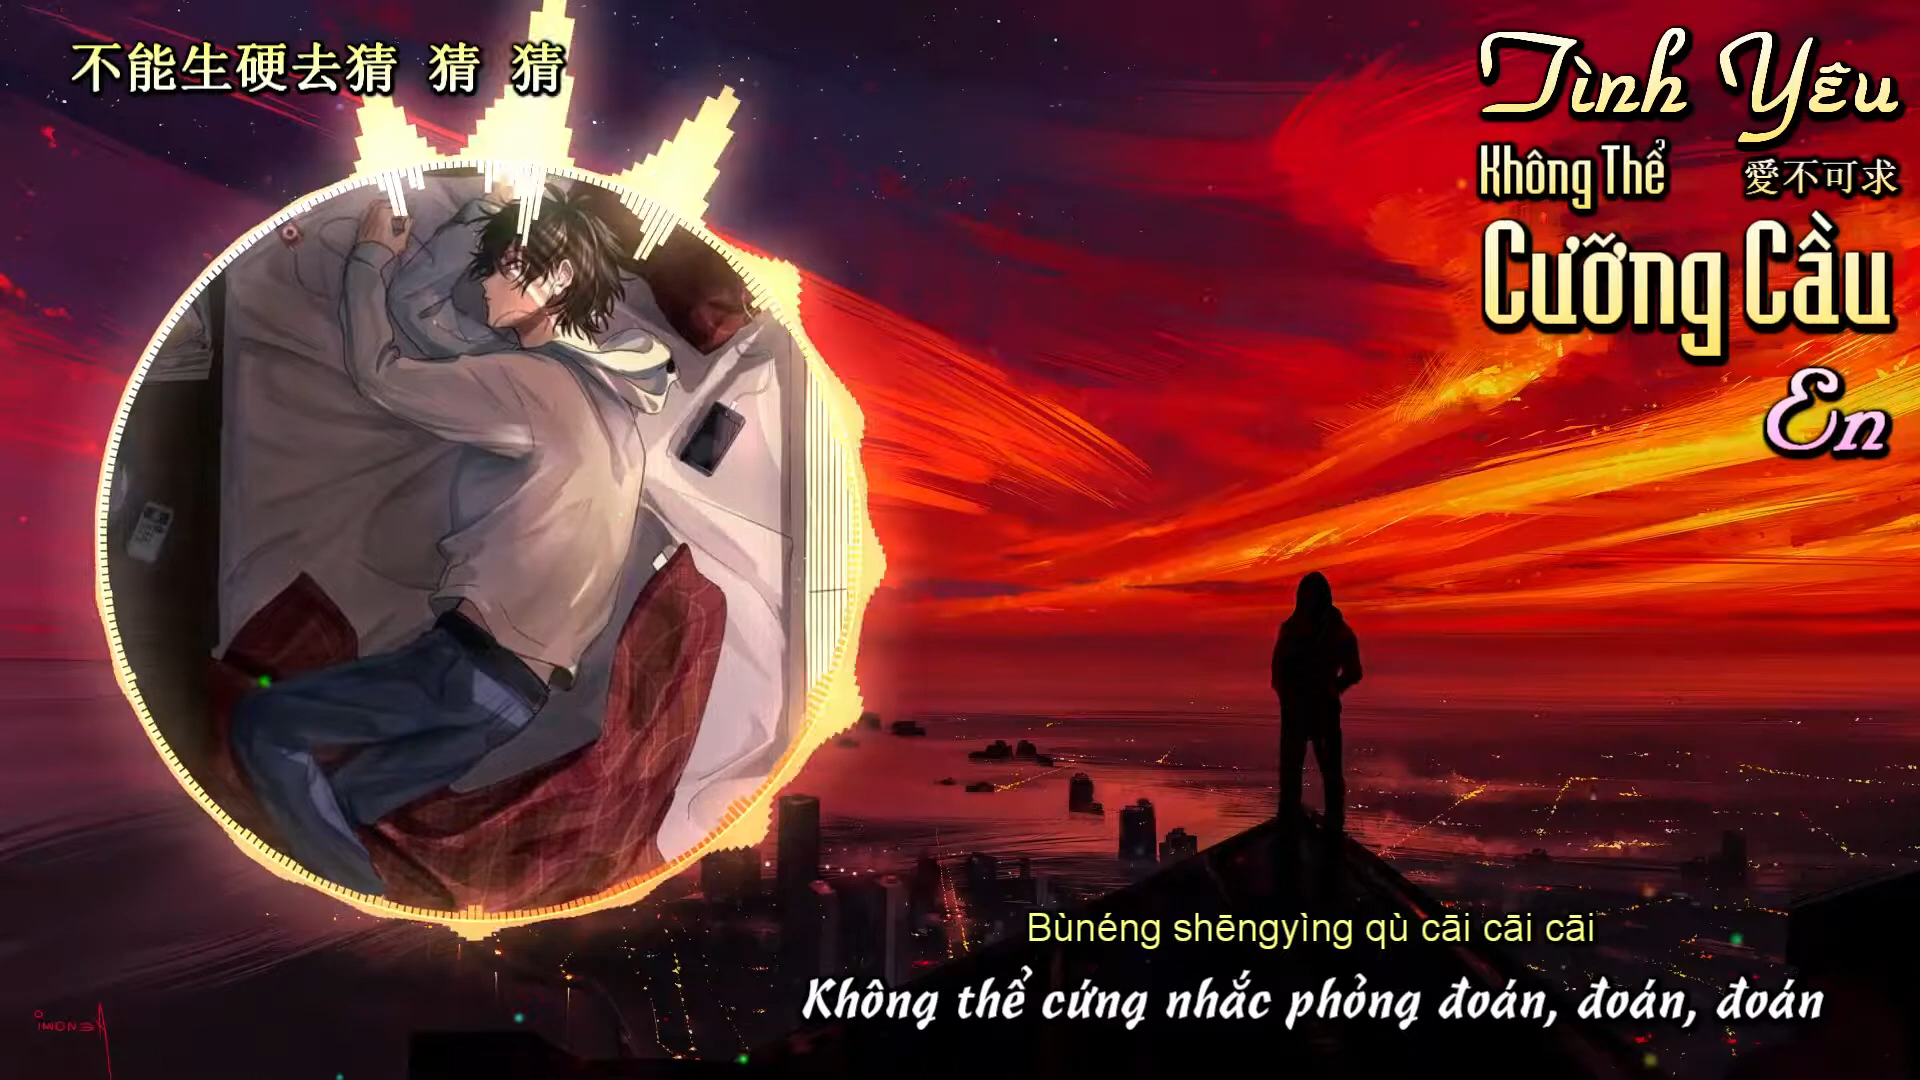 不能生硬去猜 猜 猜
Tình Yêu
Không Thể 愛不可求
Cưỡng Cầu
En
Bùnéng shēngyìng qù cāi cāi cāi
Không thể cứng nhắc phỏng đoán, đoán, đoán